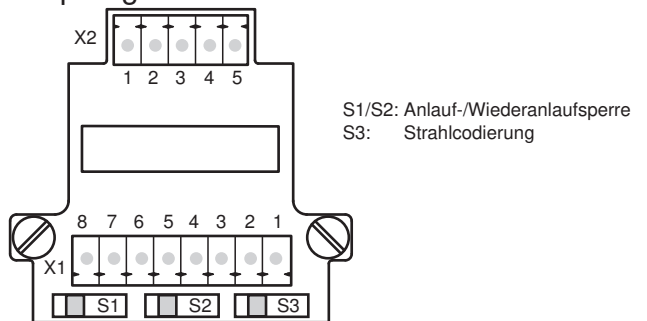 X2
1 2 3 4 5
S1/S2: Anlauf-/Wiederanlaufsperre
S3: Strahlcodierung
8 7 6 5 4 3 2 1
X1
S1 S2 S3